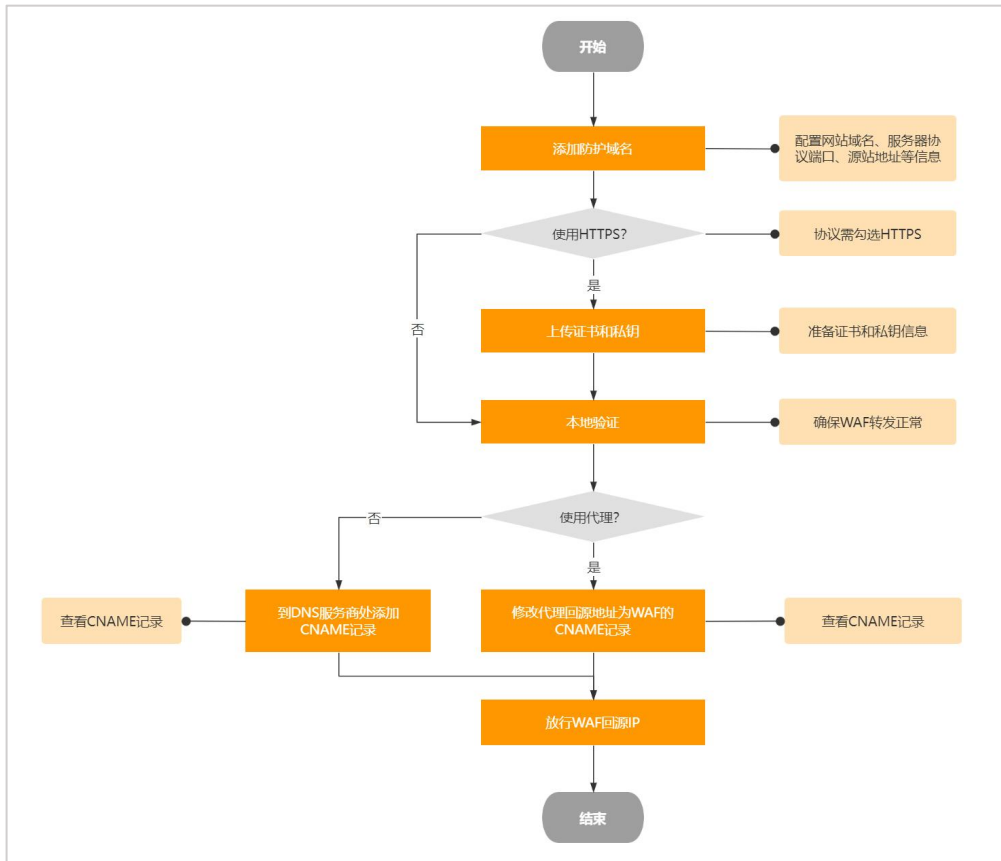 开始
添加防护域名
配置网站域名、服务器协
议端口、源站地址等信息
使用HTTPS?
协议需勾选HTTPS
是
否
上传证书和私钥
准备证书和私钥信息
本地验证
确保WAF转发正常
使用代理?
否
是
查看CNAME记录
到DNS服务商处添加
CNAME记录
修改代理回源地址为WAF的
CNAME记录
查看CNAME记录
放行WAF回源IP
结束